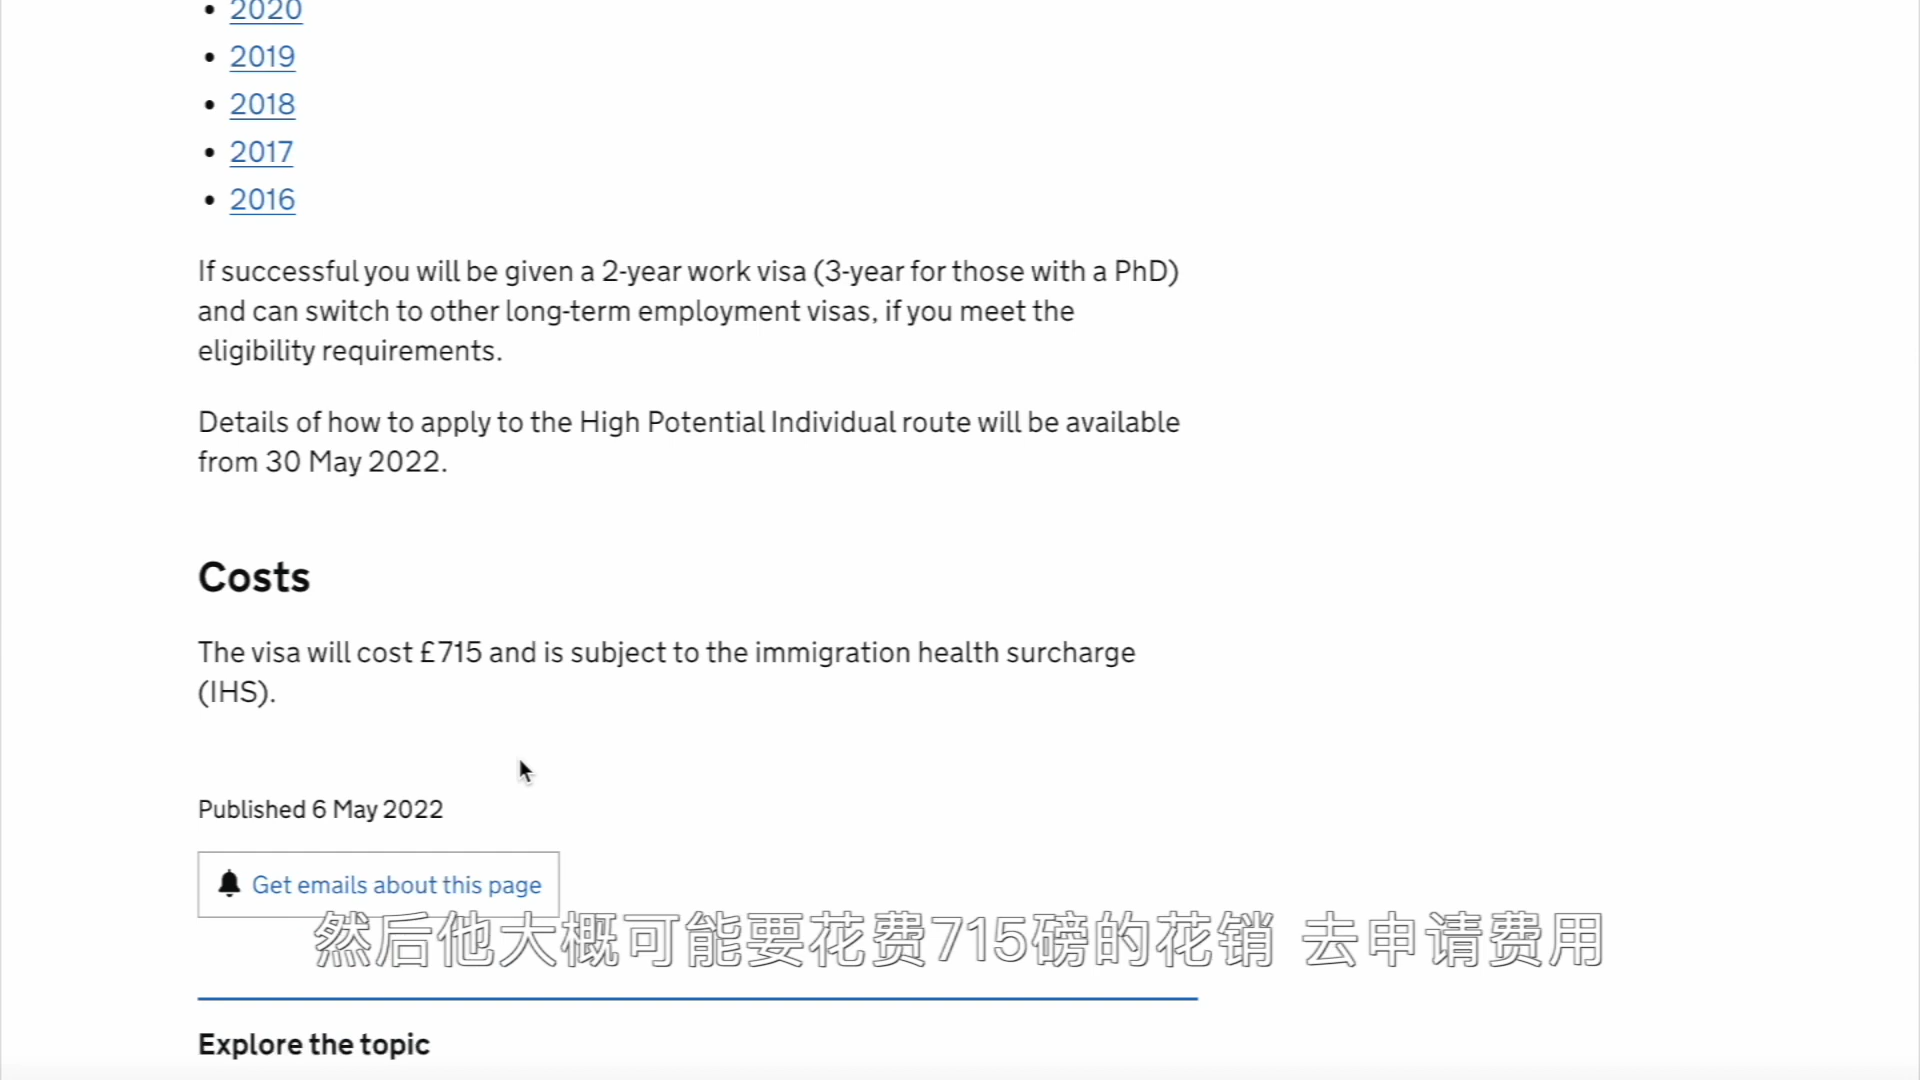 2020
2019
2018
2017
2016
If successful you will be given a 2-year work visa (3-year for those with a PhD)
and can switch to other long-term employment visas, if you meet the
eligibility requirements.
Details of how to apply to the High Potential Individual route will be available
from 30 May 2022.
Costs
The visa will cost £715 and is subject to the immigration health surcharge
(IHS).
Published 6 May 2022
Get emails about this page
然后他大概可能要花费715磅的花销 去申请费用
Explore the topic